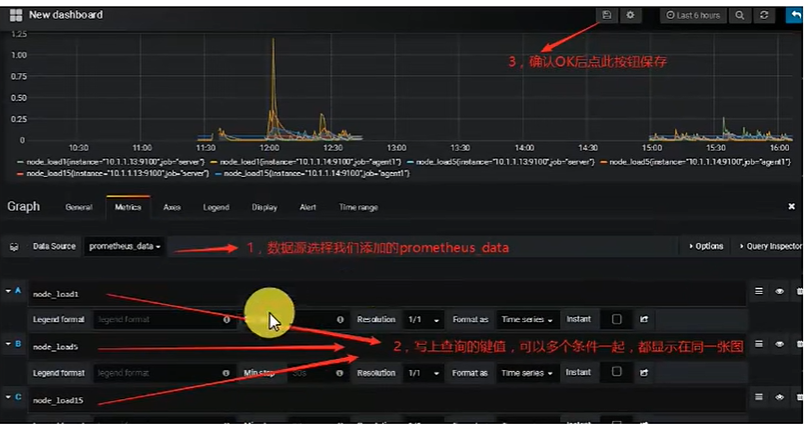 New dashboard
Last 6 hours
1.25
3，确认OK后点此按钮保存
1.00
0.75
0.50
0.25
0
10:30 11:00 11:30 12:00 12:30 13:00 13:30 14:00 14:30 15:00 15:30 16:00
node_load1{instance="10.1.1.13:9100",job="server"} node_load1{instance="10.1.1.14:9100",job="agent1"} node_load5{instance="10.1.1.13:9100",job="server"} node_load5{instance="10.1.1.14:9100",job="agent1"}
node_load15{instance="10.1.1.13:9100",job="server"} node_load15{instance="10.1.1.14:9100",job="agent1"}
Graph General Metrics Axes Legend Display Alert Time range
Data Source prometheus_data 1，数据源选择我们添加的prometheus_data Options Query Inspector
A node_load1
Legend format legend format Resolution 1/1 Format as Time series Instant
B node_load5 2，写上查询的键值，可以多个条件一起，都显示在同一张图
Legend format legend format Min step Resolution 1/1 Format as Time series Instant
C node_load15